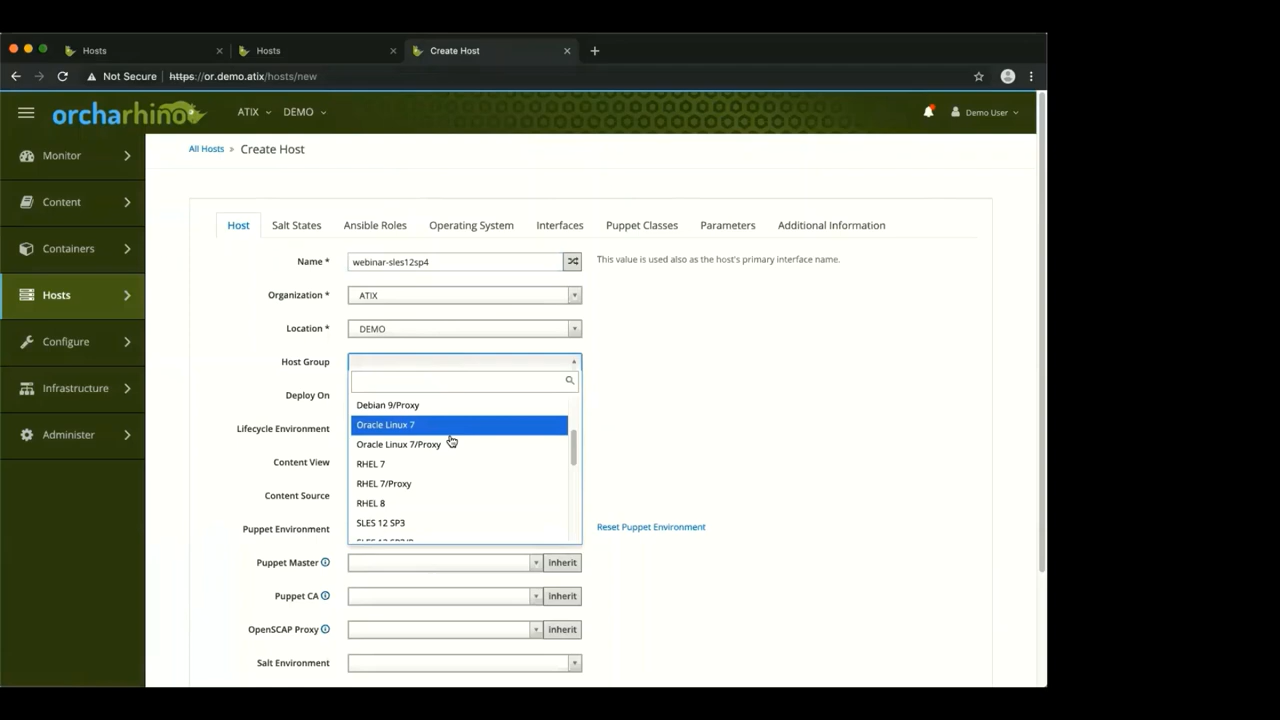 Hosts
Hosts
Create Host
Not Secure https://or.demo.atix/hosts/new
orcharhino
ATIX
DEMO
Demo User
Monitor
Content
Containers
Hosts
Configure
Infrastructure
Administer
All Hosts » Create Host
Host Salt States Ansible Roles Operating System Interfaces Puppet Classes Parameters Additional Information
Name * webinar-sles12sp4 This value is used also as the host's primary interface name.
Organization * ATIX
Location * DEMO
Host Group
Debian 9/Proxy
Oracle Linux 7
Oracle Linux 7/Proxy
RHEL 7
RHEL 7/Proxy
RHEL 8
SLES 12 SP3
Deploy On
Lifecycle Environment
Content View
Content Source
Puppet Environment Reset Puppet Environment
Puppet Master inherit
Puppet CA inherit
OpenSCAP Proxy inherit
Salt Environment